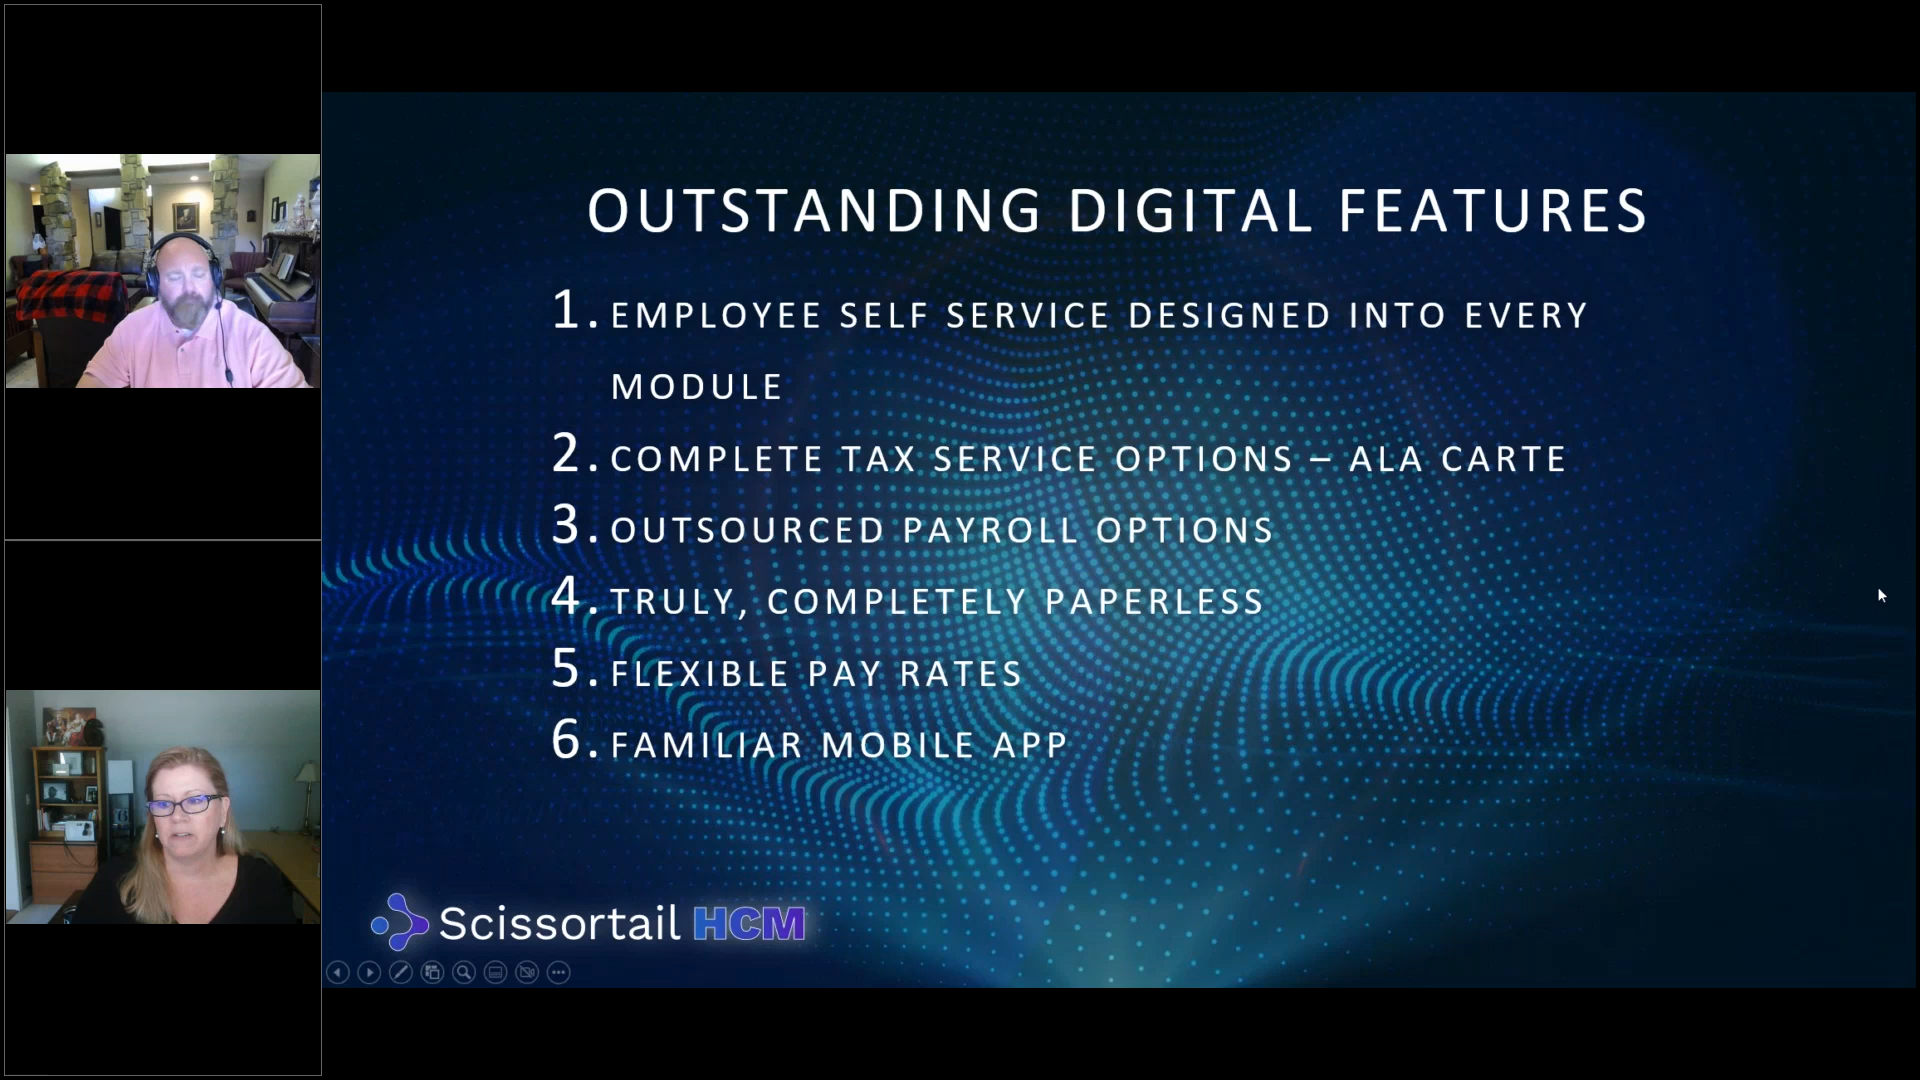 OUTSTANDING DIGITAL FEATURES
1. EMPLOYEE SELF SERVICE DESIGNED INTO EVERY
MODULE
2. COMPLETE TAX SERVICE OPTIONS – ALA CARTE
3. OUTSOURCED PAYROLL OPTIONS
4. TRULY, COMPLETELY PAPERLESS
5. FLEXIBLE PAY RATES
6. FAMILIAR MOBILE APP
Scissortail HCM